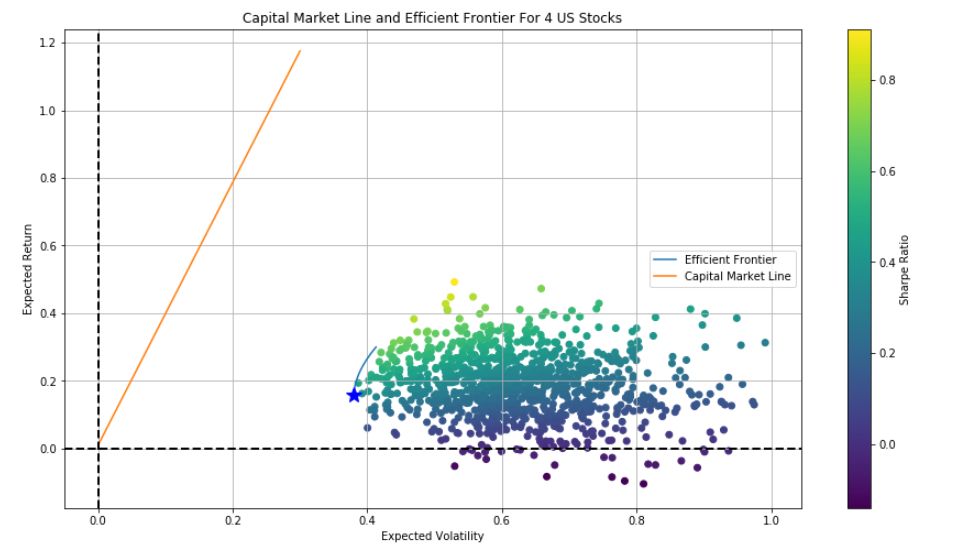 Capital Market Line and Efficient Frontier For 4 US Stocks
1.2
1.0
0.8
0.6
0.4
0.2
0.0
Expected Return
0.0 0.2 0.4 0.6 0.8 1.0
Expected Volatility
Efficient Frontier
Capital Market Line
0.8
0.6
0.4
0.2
0.0
Sharpe Ratio